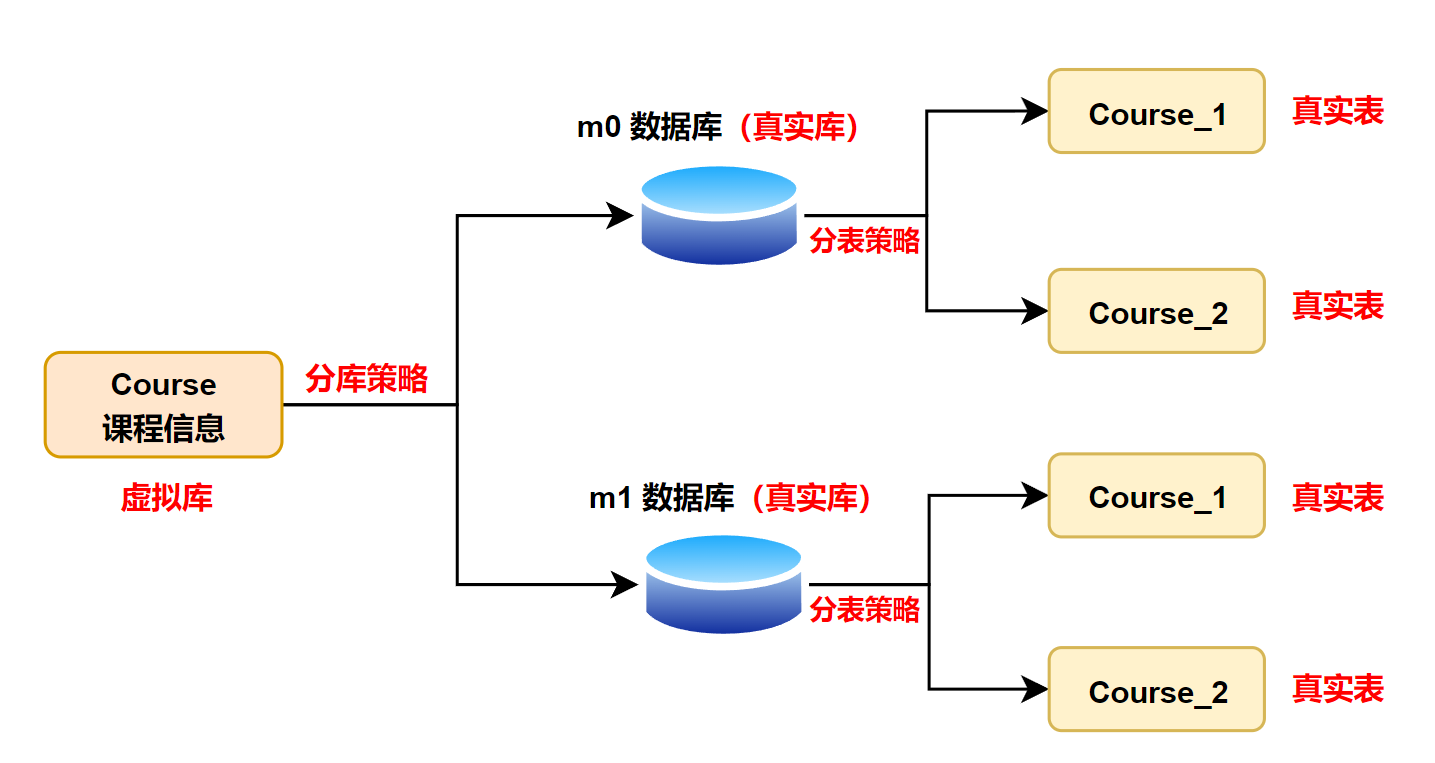 m0 数据库（真实库）
Course_1
真实表
分表策略
Course_2
真实表
Course
课程信息
虚拟库
分库策略
m1 数据库（真实库）
Course_1
真实表
分表策略
Course_2
真实表